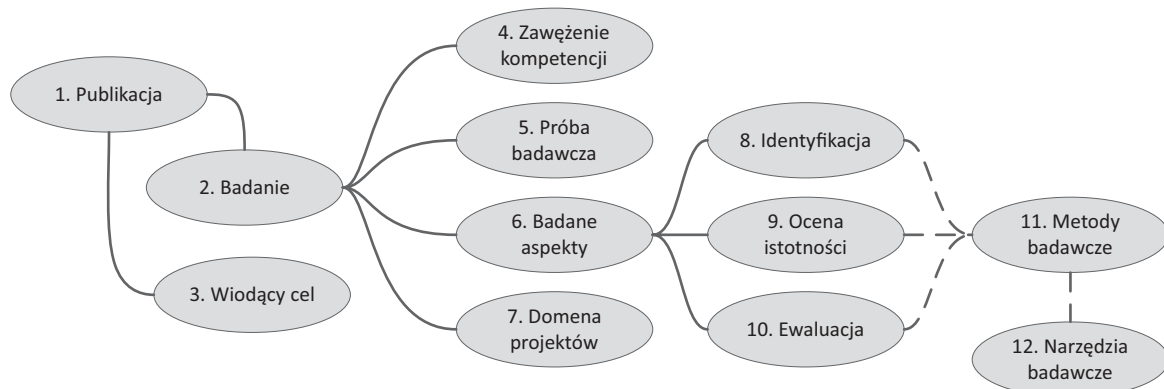 1. Publikacja
2. Badanie
3. Wiodący cel
4. Zawężenie
kompetencji
5. Próba
badawcza
6. Badane
aspekty
7. Domena
projektów
8. Identyfikacja
9. Ocena
istotności
10. Ewaluacja
11. Metody
badawcze
12. Narzędzia
badawcze